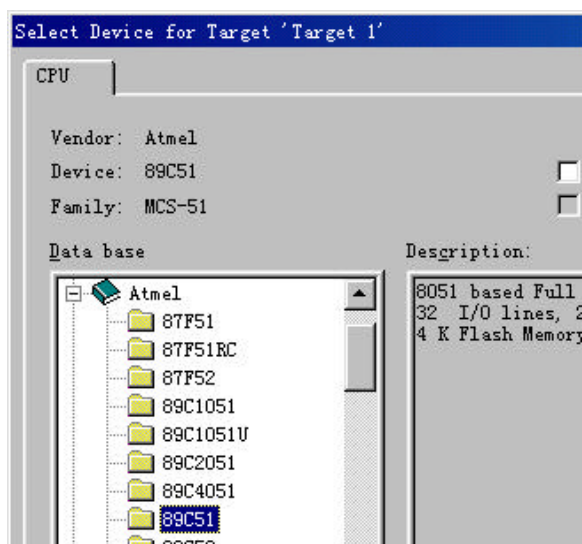 Select Device for Target 'Target 1'
CPU
Vendor: Atmel
Device: 89C51
Family: MCS-51
Data base
Description:
Atmel
87F51
87F51RC
87F52
89C1051
89C1051U
89C2051
89C4051
89C51
8051 based Full
32 I/O lines, 2
4 K Flash Memory